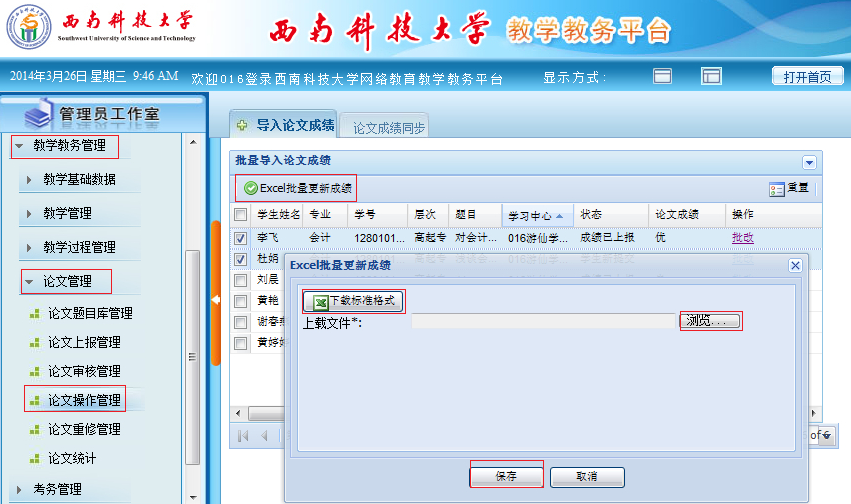 西南科技大学
Southwest University of Science and Technology
西南科技大学 教学教务平台
2014年3月26日 星期三 9:46 AM 欢迎016登录西南科技大学网络教育教学教务平台 显示方式: 打开首页
管理员工作室
教学教务管理
教学基础数据
教学管理
教学过程管理
论文管理
论文题目库管理
论文上报管理
论文审核管理
论文操作管理
论文重修管理
论文统计
考务管理
导入论文成绩 论文成绩同步
批量导入论文成绩
Excel批量更新成绩 重置
学生姓名 专业 学号 层次 题目 学习中心 状态 论文成绩 操作
李飞 会计 1280101... 高起专 对会计... 016游仙学... 成绩已上报 优 批改
杜娟
刘晨
黄艳
谢春
黄婷
Excel批量更新成绩
下载标准格式
上载文件*: 浏览...
保存 取消
of 6